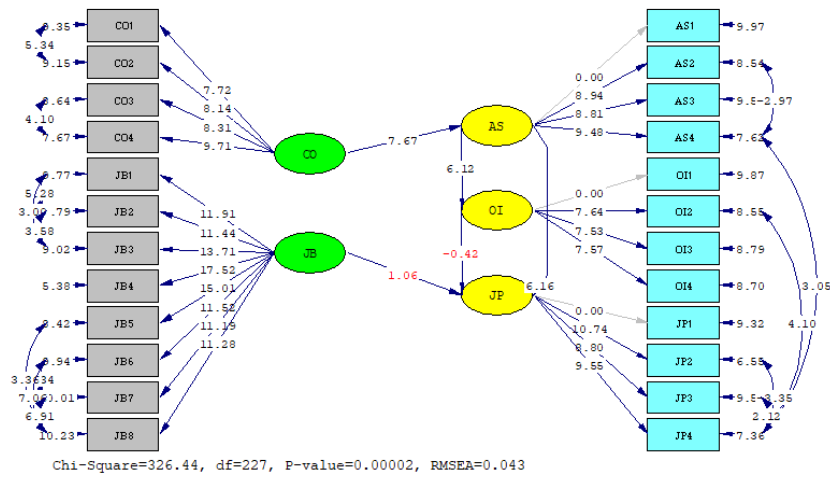 9.35 CO1
5.34
9.15 CO2
CO3
4.10
7.67 CO4
JB1
5.28
JB2
3.58
9.02 JB3
5.38 JB4
JB5
JB6
JB7
6.91
10.23 JB8
7.72
8.14
8.31
9.71
CO
11.91
11.44
13.71
17.52
15.01
11.52
11.19
11.28
JB
7.67
1.06
AS
6.12
OI
-0.42
JP
6.16
0.00
8.94
8.81
9.48
0.00
7.64
7.53
7.57
0.00
10.74
8.80
9.55
AS1 9.97
AS2 8.54
AS3 -2.97
AS4 7.62
OI1 9.87
OI2 8.55
OI3 8.79
OI4 8.70
3.05
JP1 9.32
4.10
JP2 6.55
JP3 -3.35
2.12
JP4 7.36
Chi-Square=326.44, df=227, P-value=0.00002, RMSEA=0.043